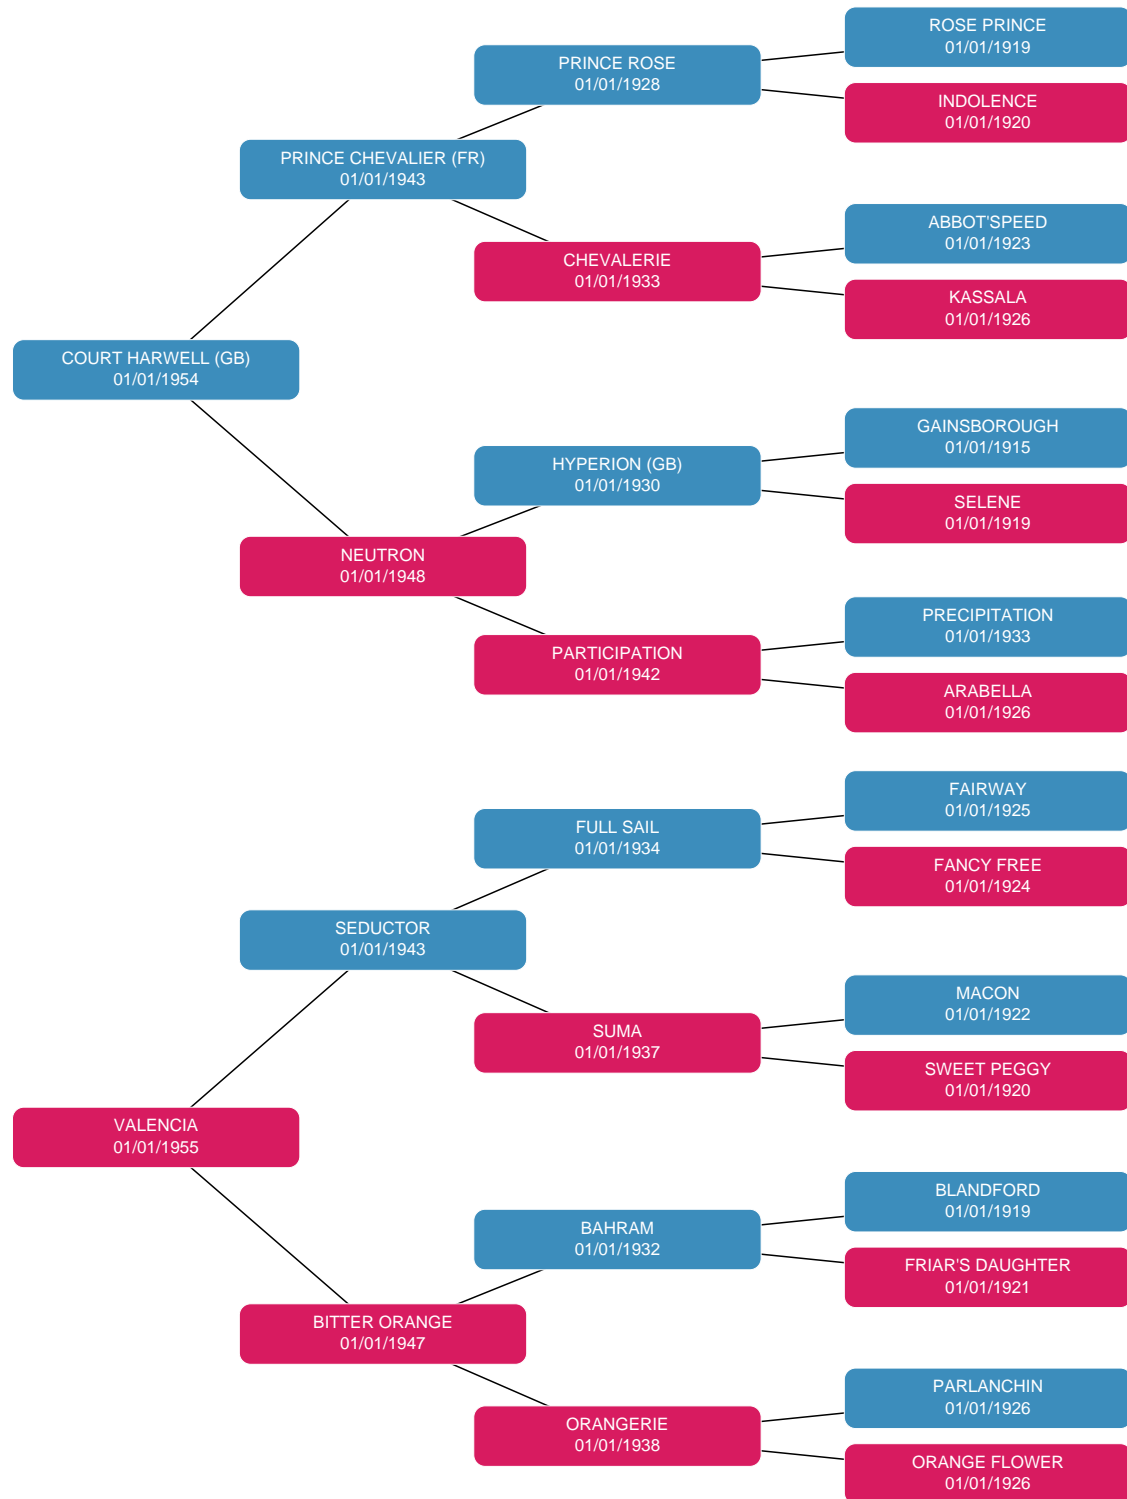 ROSE PRINCE
01/01/1919
PRINCE ROSE
01/01/1928
INDOLENCE
01/01/1920
PRINCE CHEVALIER (FR)
01/01/1943
ABBOT'SPEED
01/01/1923
CHEVALERIE
01/01/1933
KASSALA
01/01/1926
COURT HARWELL (GB)
01/01/1954
GAINSBOROUGH
01/01/1915
HYPERION (GB)
01/01/1930
SELENE
01/01/1919
NEUTRON
01/01/1948
PRECIPITATION
01/01/1933
PARTICIPATION
01/01/1942
ARABELLA
01/01/1926
FAIRWAY
01/01/1925
FULL SAIL
01/01/1934
FANCY FREE
01/01/1924
SEDUCTOR
01/01/1943
MACON
01/01/1922
SUMA
01/01/1937
SWEET PEGGY
01/01/1920
VALENCIA
01/01/1955
BLANDFORD
01/01/1919
BAHRAM
01/01/1932
FRIAR'S DAUGHTER
01/01/1921
BITTER ORANGE
01/01/1947
PARLANCHIN
01/01/1926
ORANGERIE
01/01/1938
ORANGE FLOWER
01/01/1926